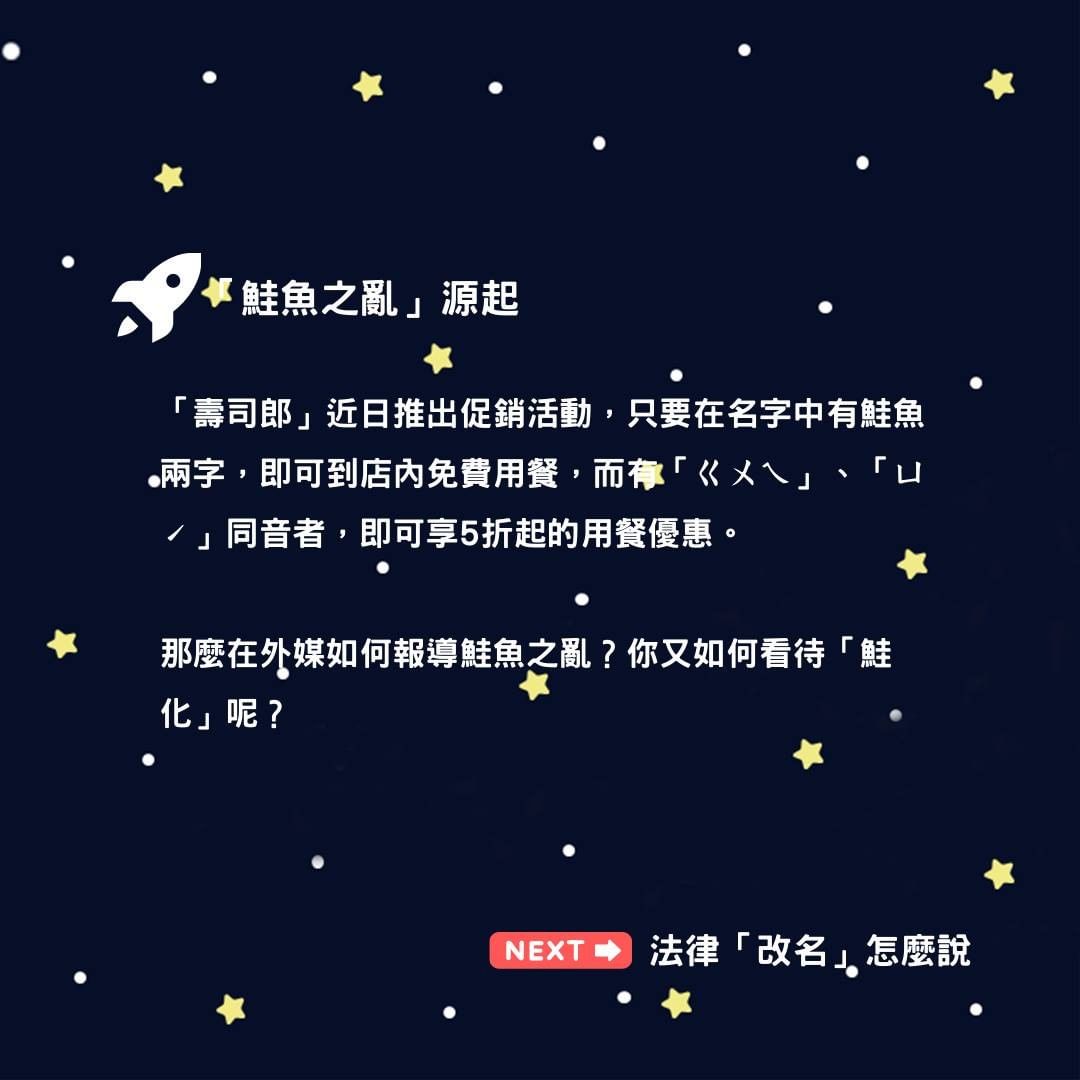 「鮭魚之亂」源起
「壽司郎」近日推出促銷活動，只要在名字中有鮭魚
兩字，即可到店內免費用餐，而有「ㄍㄨㄟ」、「ㄩ
ˊ」同音者，即可享5折起的用餐優惠。
那麼在外媒如何報導鮭魚之亂？你又如何看待「鮭
化」呢？
NEXT ➡ 法律「改名」怎麼說